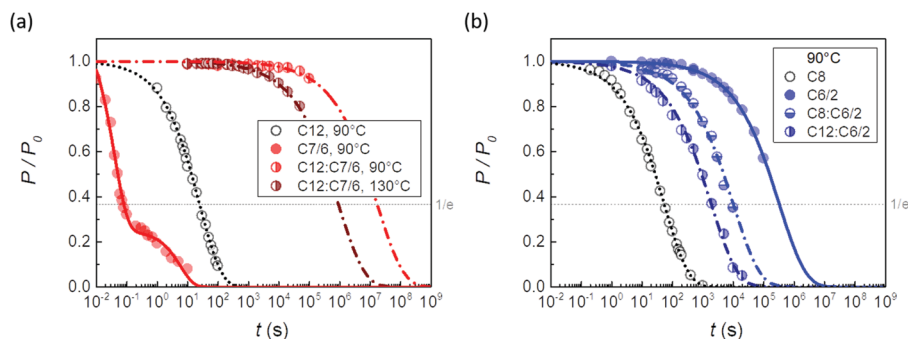 (a)
P / P0
1.0
0.8
0.6
0.4
0.2
0.0
C12, 90°C
C7/6, 90°C
C12:C7/6, 90°C
C12:C7/6, 130°C
1/e
10⁻² 10⁻¹ 10⁰ 10¹ 10² 10³ 10⁴ 10⁵ 10⁶ 10⁷ 10⁸ 10⁹
t (s)
(b)
P / P0
1.0
0.8
0.6
0.4
0.2
0.0
90°C
C8
C6/2
C8:C6/2
C12:C6/2
1/e
10⁻² 10⁻¹ 10⁰ 10¹ 10² 10³ 10⁴ 10⁵ 10⁶ 10⁷ 10⁸ 10⁹
t (s)